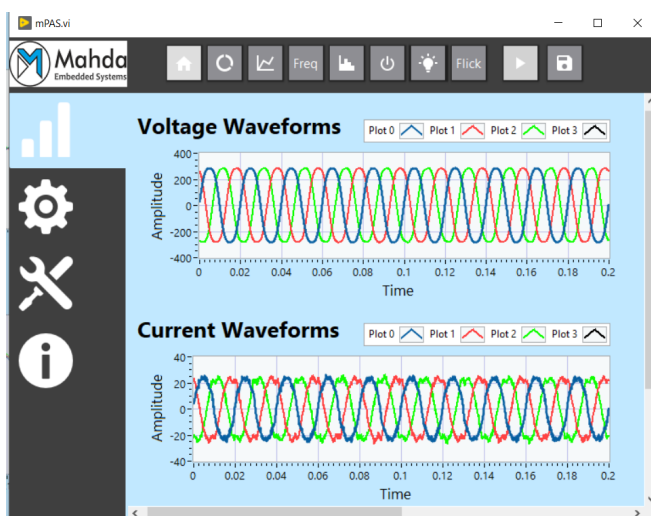 mPAS.vi
Mahda
Embedded Systems
Freq
Flick
Voltage Waveforms
Plot 0 Plot 1 Plot 2 Plot 3
Amplitude
400
200
0
-200
-400
0 0.02 0.04 0.06 0.08 0.1 0.12 0.14 0.16 0.18 0.2
Time
Current Waveforms
Plot 0 Plot 1 Plot 2 Plot 3
Amplitude
40
20
0
-20
-40
0 0.02 0.04 0.06 0.08 0.1 0.12 0.14 0.16 0.18 0.2
Time